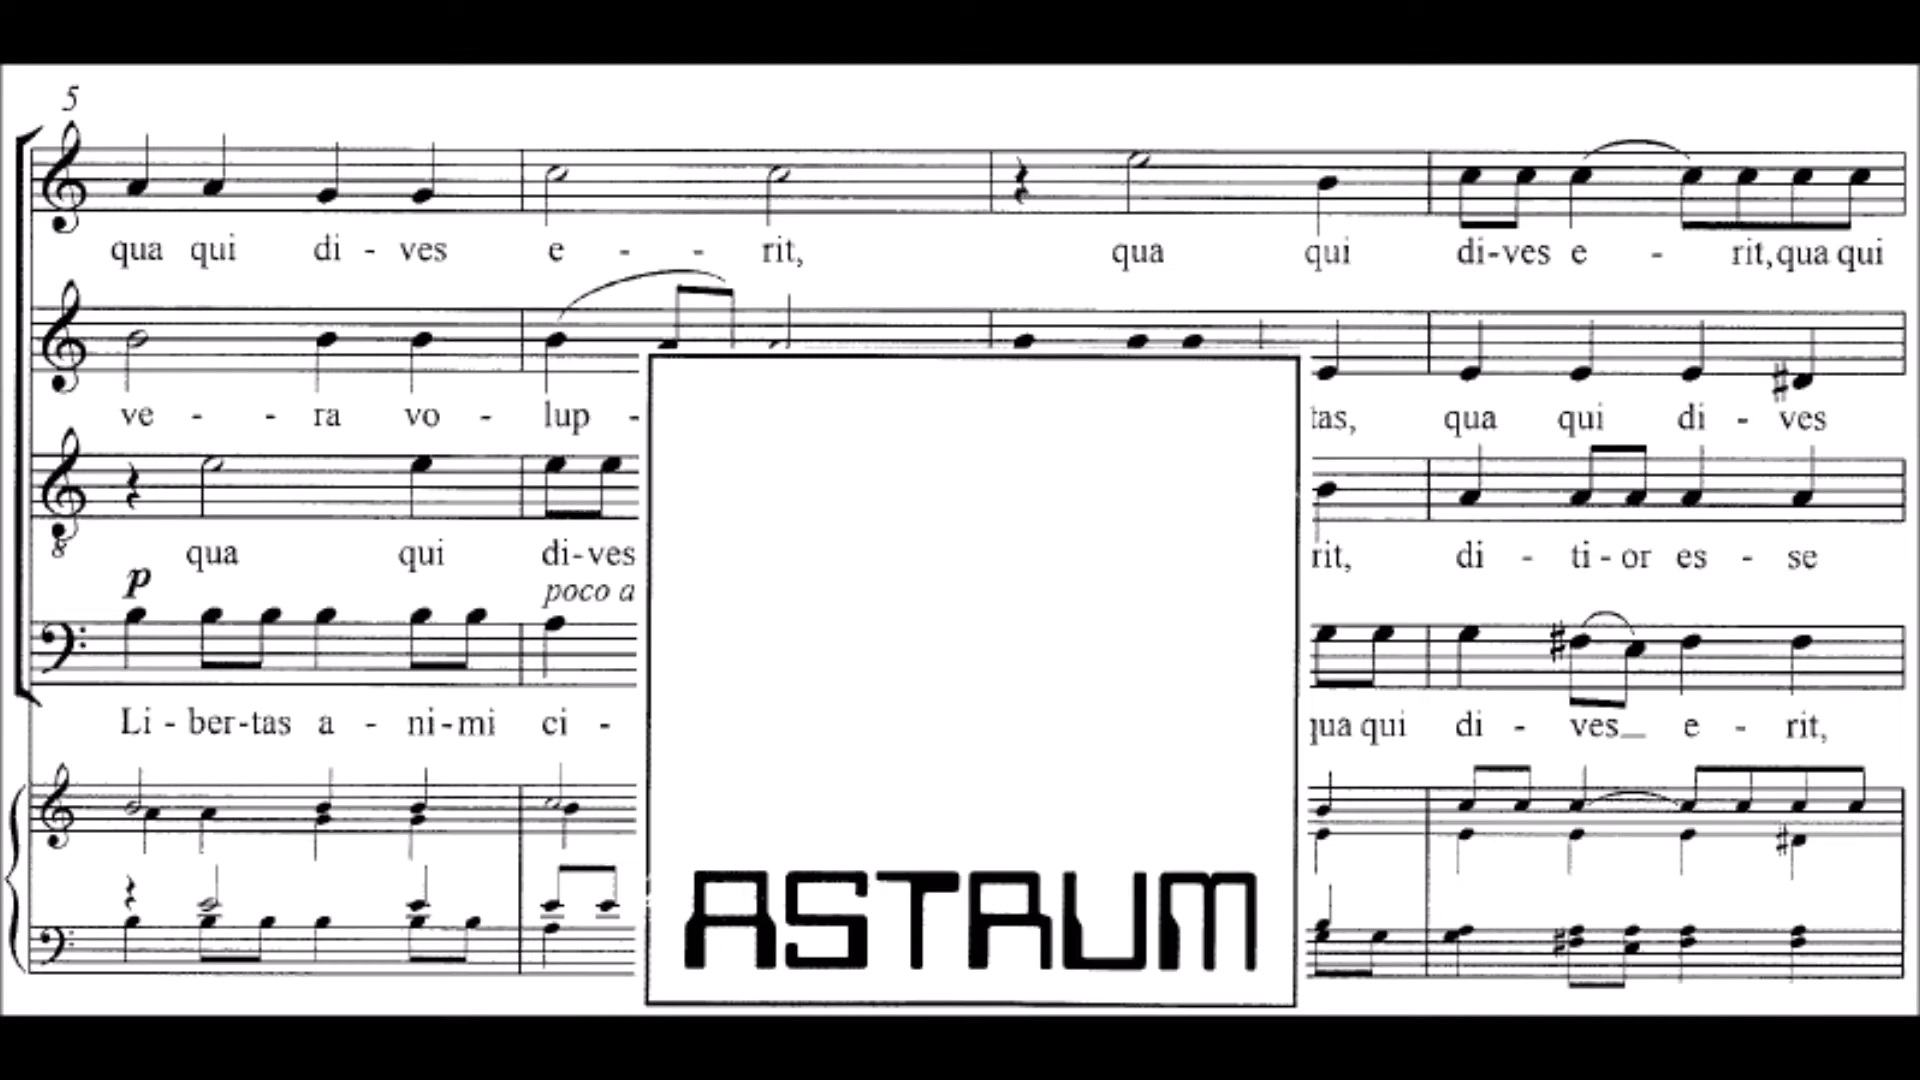 5
qua qui di - ves e - - rit, qua qui di-ves e - rit, qua qui
ve - - ra vo - lup - tas, qua qui di - ves
8
qua qui di-ves rit, di - ti - or es - se
p
poco a
Li - ber-tas a - ni-mi ci - qua qui di - ves_ e - rit,
ASTRUM